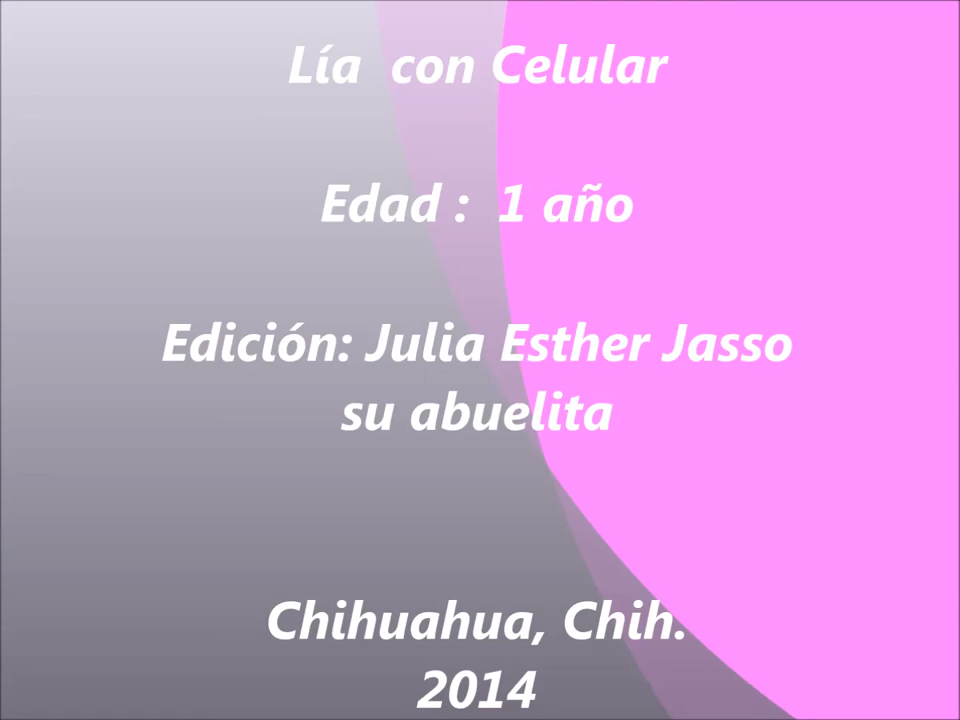 Lía con Celular
Edad : 1 año
Edición: Julia Esther Jasso
su abuelita
Chihuahua, Chih.
2014